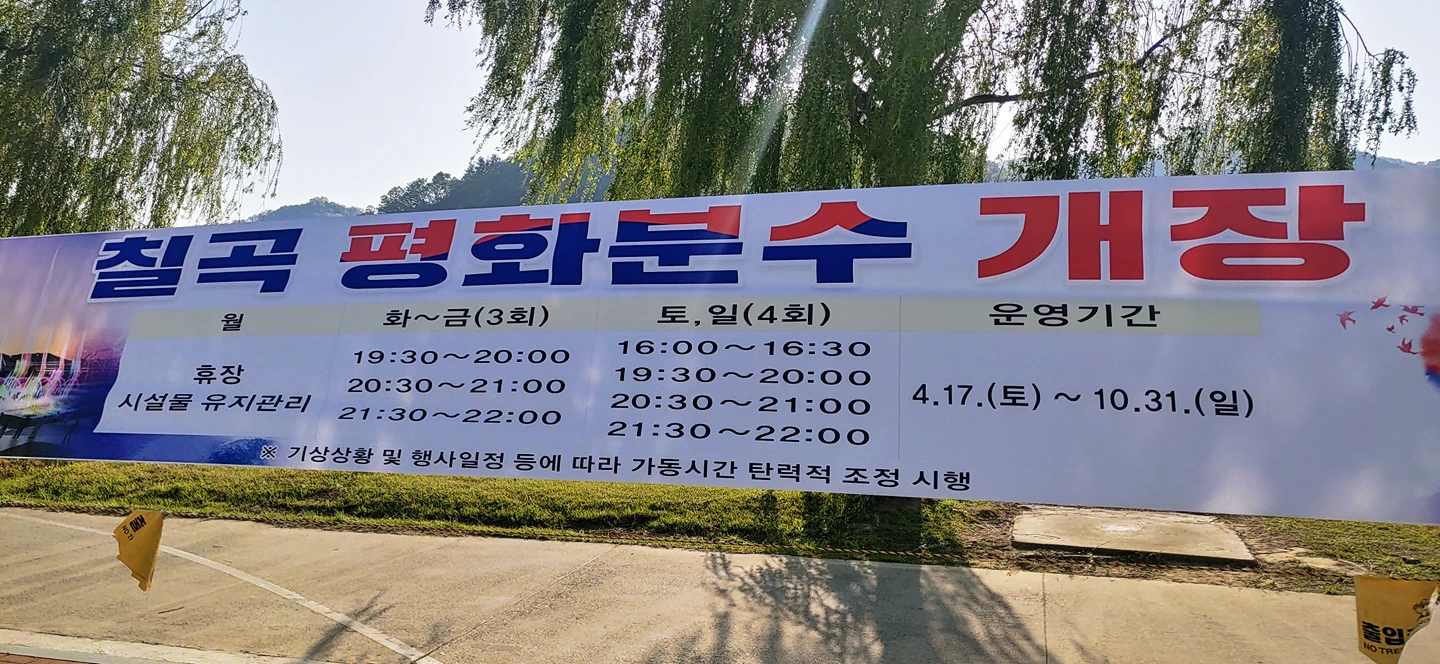 칠곡 평화분수 개장
월 화~금(3회) 토,일(4회) 운영기간
휴장
시설물 유지관리
19:30~20:00
20:30~21:00
21:30~22:00
16:00~16:30
19:30~20:00
20:30~21:00
21:30~22:00
4.17.(토) ~ 10.31.(일)
※ 기상상황 및 행사일정 등에 따라 가동시간 탄력적 조정 시행
출입